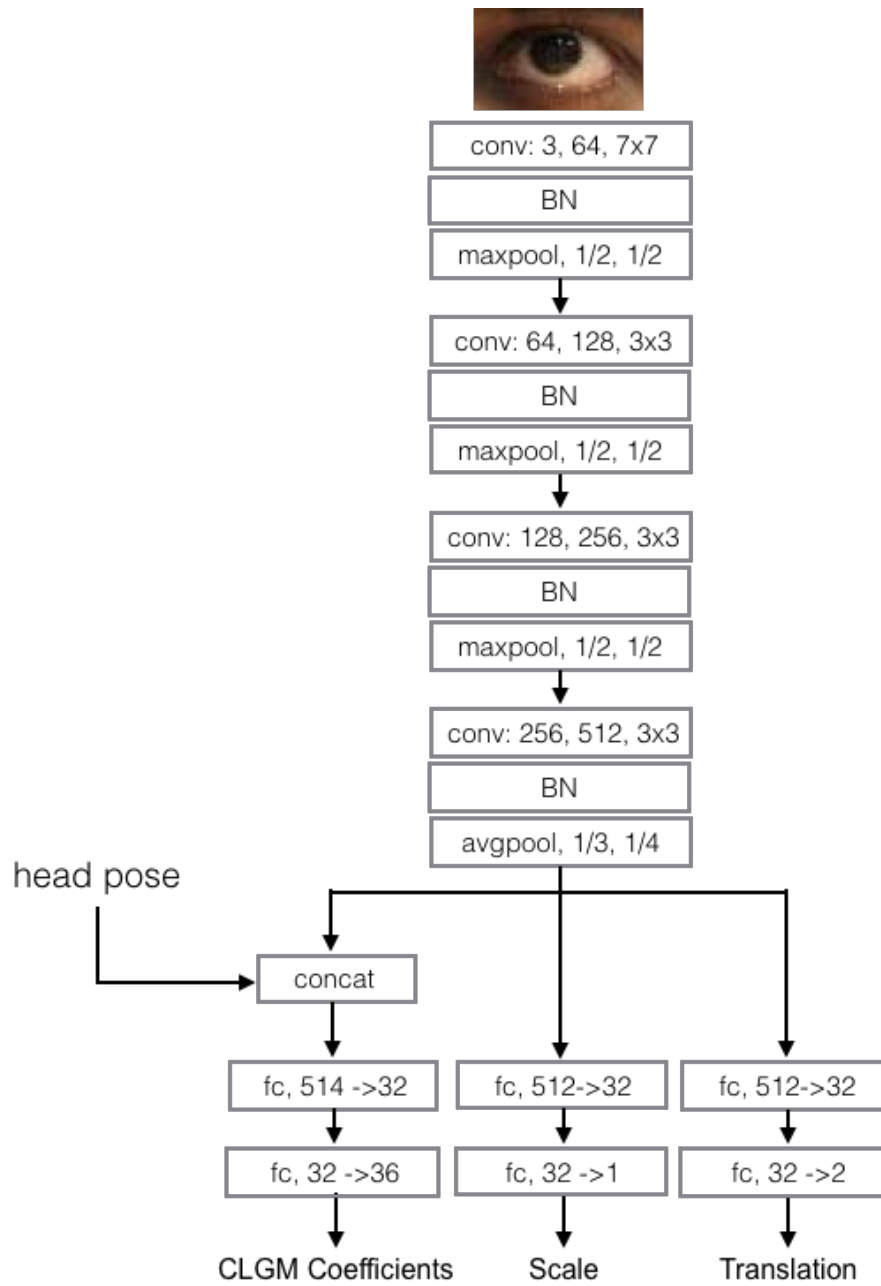 conv: 3, 64, 7x7
BN
maxpool, 1/2, 1/2
conv: 64, 128, 3x3
BN
maxpool, 1/2, 1/2
conv: 128, 256, 3x3
BN
maxpool, 1/2, 1/2
conv: 256, 512, 3x3
BN
avgpool, 1/3, 1/4
head pose
concat
fc, 514 ->32
fc, 512->32
fc, 512->32
fc, 32 ->36
fc, 32 ->1
fc, 32 ->2
CLGM Coefficients
Scale
Translation